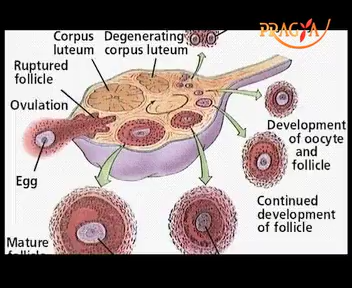 PRAGYA
Corpus
luteum
Degenerating
corpus luteum
Ruptured
follicle
Ovulation
Egg
Development
of oocyte
and
follicle
Continued
development
of follicle
Mature